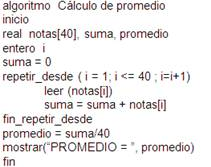 algoritmo Cálculo de promedio
inicio
real notas[40], suma, promedio
entero i
suma = 0
repetir_desde ( i = 1; i <= 40 ; i=i+1)
leer (notas[i])
suma = suma + notas[i]
fin_repetir_desde
promedio = suma/40
mostrar(“PROMEDIO = ”, promedio)
fin